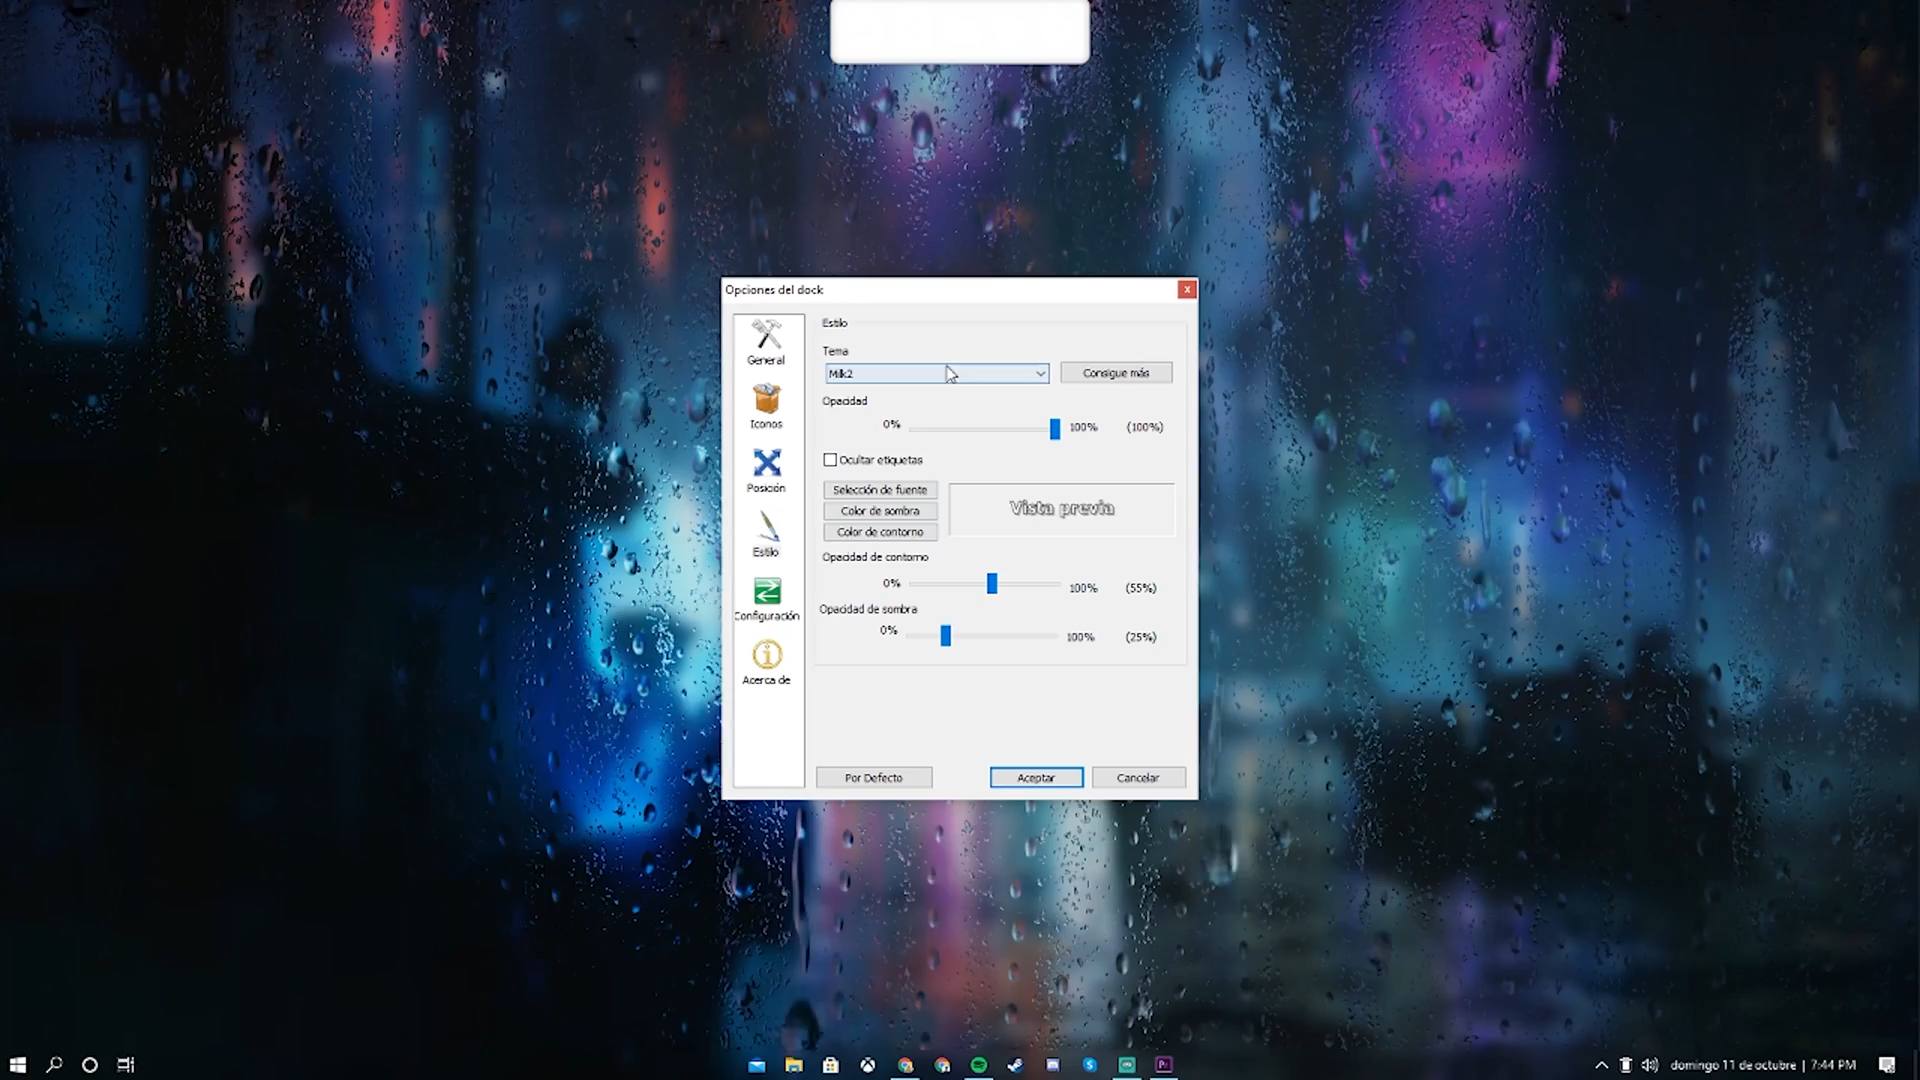 Opciones del dock
General
Iconos
Posición
Estilo
Configuración
Acerca de
Estilo
Tema
Milk2
Consigue más
Opacidad
0%
100%
(100%)
Ocultar etiquetas
Selección de fuente
Color de sombra
Color de contorno
Vista previa
Opacidad de contorno
0%
100%
(55%)
Opacidad de sombra
0%
100%
(25%)
Por Defecto
Aceptar
Cancelar
Pr
domingo 11 de octubre | 7:44 PM